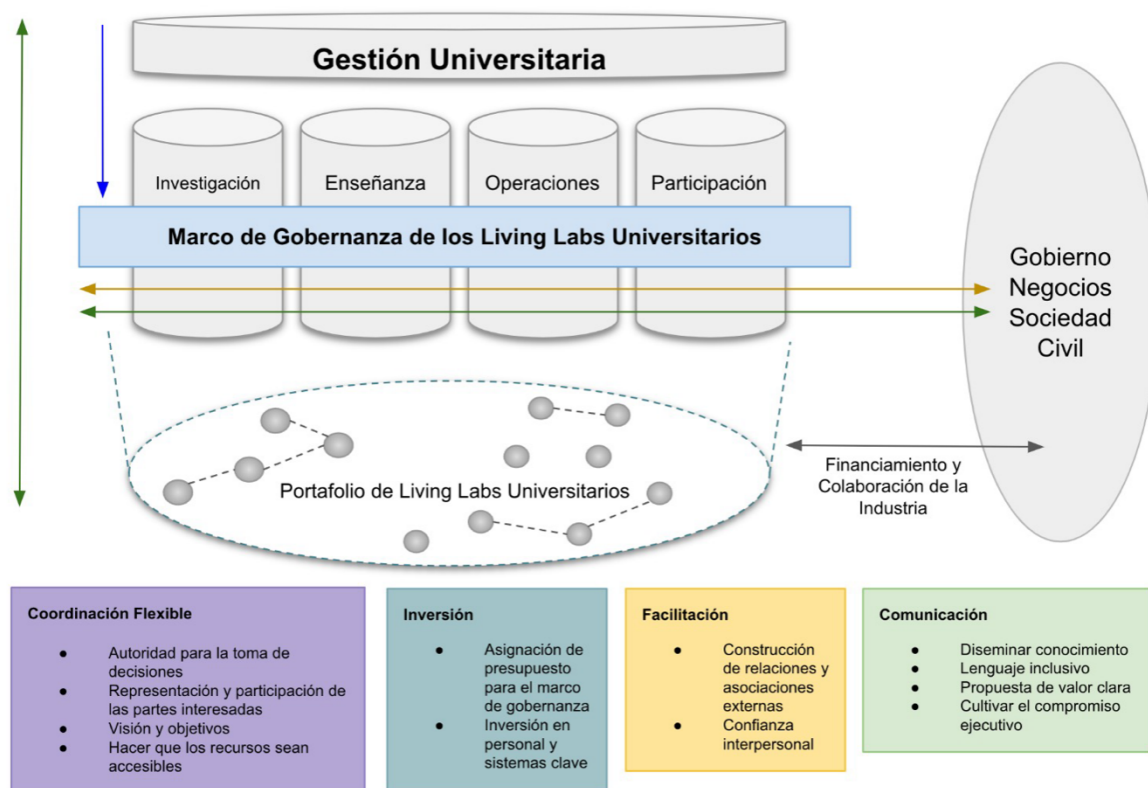 Gestión Universitaria
Investigación
Enseñanza
Operaciones
Participación
Marco de Gobernanza de los Living Labs Universitarios
Gobierno
Negocios
Sociedad
Civil
Portafolio de Living Labs Universitarios
Financiamiento y
Colaboración de la
Industria
Coordinación Flexible
● Autoridad para la toma de
decisiones
● Representación y participación de
las partes interesadas
● Visión y objetivos
● Hacer que los recursos sean
accesibles
Inversión
● Asignación de
presupuesto
para el marco
de gobernanza
● Inversión en
personal y
sistemas clave
Facilitación
● Construcción
de relaciones y
asociaciones
externas
● Confianza
interpersonal
Comunicación
● Diseminar conocimiento
● Lenguaje inclusivo
● Propuesta de valor clara
● Cultivar el compromiso
ejecutivo